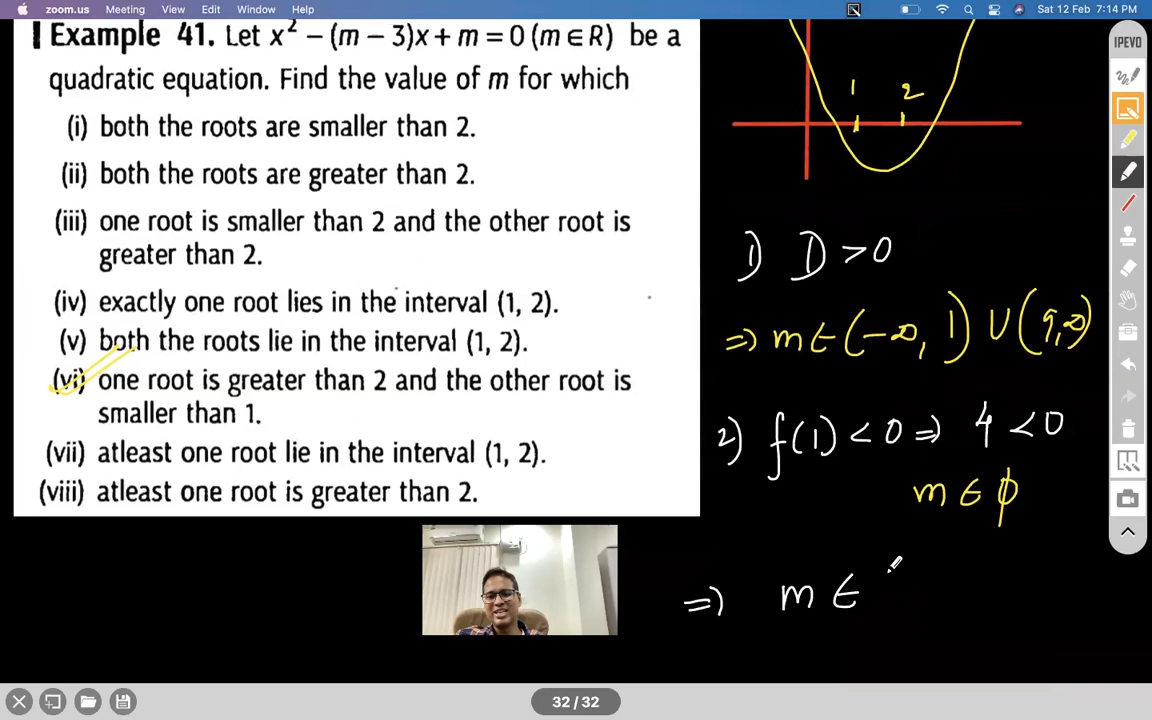 zoom.us Meeting View Edit Window Help Sat 12 Feb 7:14 PM
Example 41. Let x² – (m – 3)x + m = 0 (m ∈ R) be a
quadratic equation. Find the value of m for which
(i) both the roots are smaller than 2.
(ii) both the roots are greater than 2.
(iii) one root is smaller than 2 and the other root is
greater than 2.
(iv) exactly one root lies in the interval (1, 2).
(v) both the roots lie in the interval (1, 2).
(vi) one root is greater than 2 and the other root is
smaller than 1.
(vii) atleast one root lie in the interval (1, 2).
(viii) atleast one root is greater than 2.
1 2
1) D > 0
⇒ m ∈ (-∞, 1) ∪ (9, ∞)
2) f(1) < 0 ⇒ 4 < 0
m ∈ ϕ
⇒ m ∈
IPEVO
32 / 32